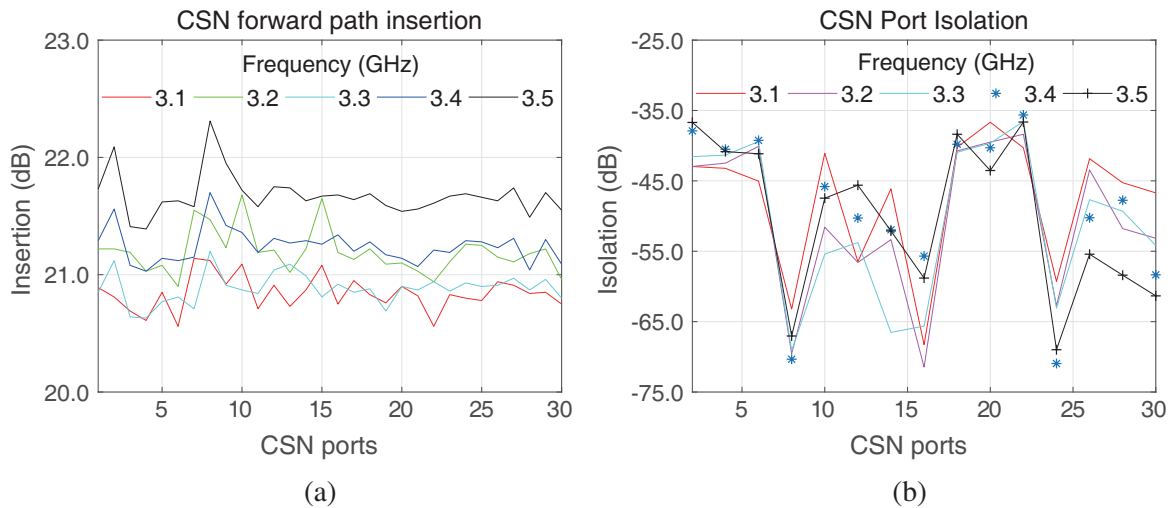 CSN forward path insertion
23.0
22.0
21.0
20.0
Insertion (dB)
Frequency (GHz)
3.1 3.2 3.3 3.4 3.5
5 10 15 20 25 30
CSN ports
(a)
CSN Port Isolation
-25.0
-35.0
-45.0
-55.0
-65.0
-75.0
Isolation (dB)
Frequency (GHz)
3.1 3.2 3.3 3.4 3.5
5 10 15 20 25 30
CSN ports
(b)